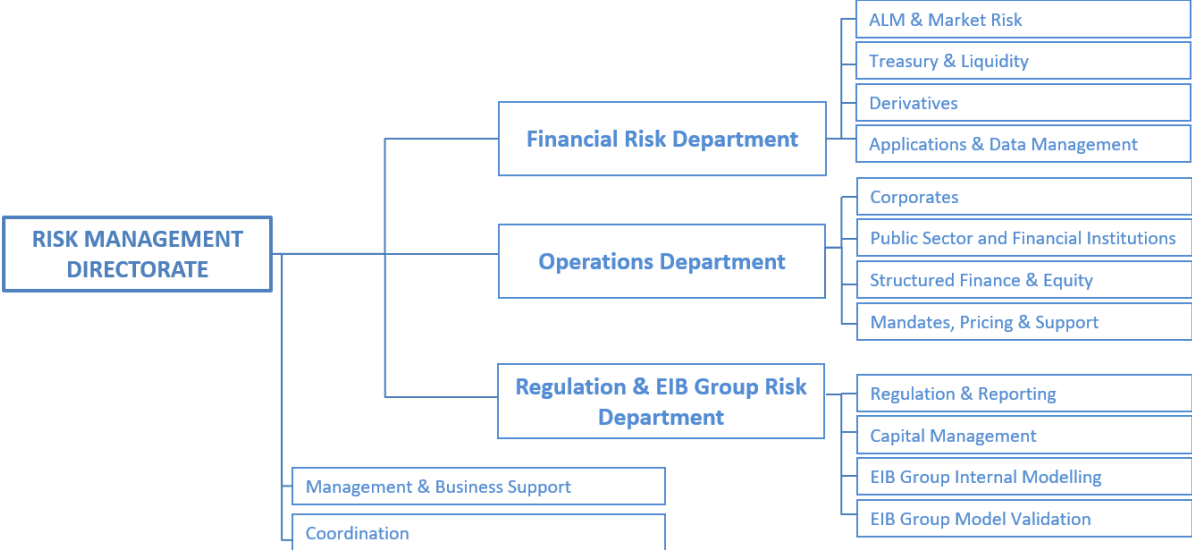 RISK MANAGEMENT
DIRECTORATE
Financial Risk Department
ALM & Market Risk
Treasury & Liquidity
Derivatives
Applications & Data Management
Operations Department
Corporates
Public Sector and Financial Institutions
Structured Finance & Equity
Mandates, Pricing & Support
Regulation & EIB Group Risk
Department
Regulation & Reporting
Capital Management
EIB Group Internal Modelling
EIB Group Model Validation
Management & Business Support
Coordination